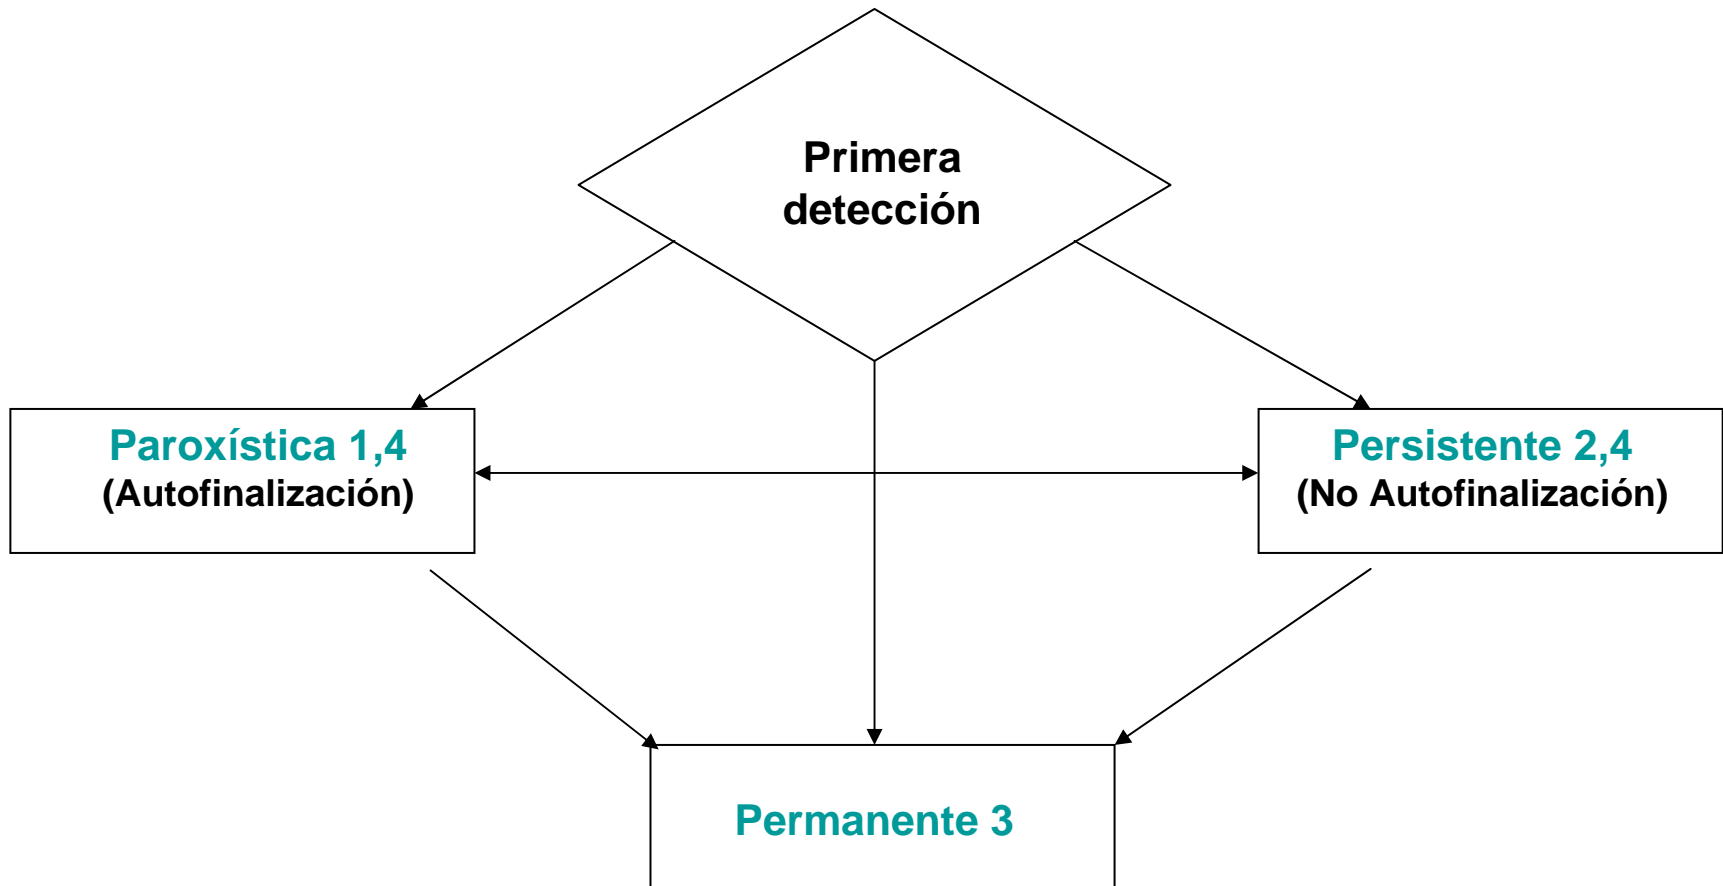 Primera
detección
Paroxística 1,4
(Autofinalización)
Persistente 2,4
(No Autofinalización)
Permanente 3